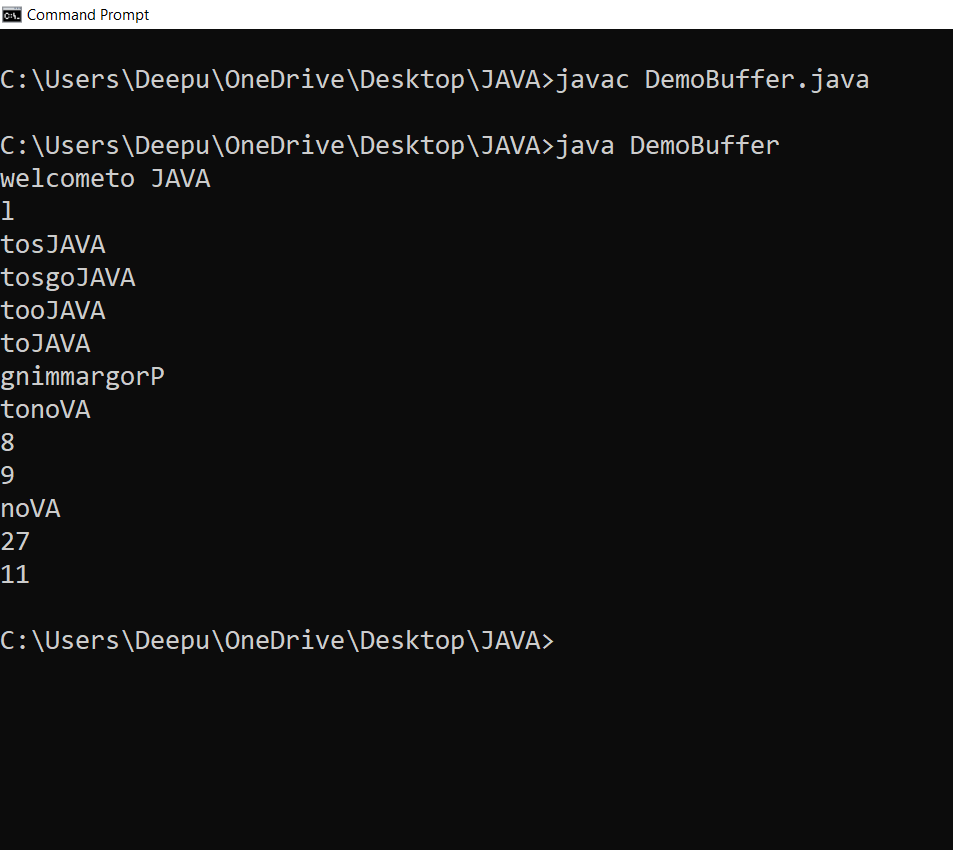 Command Prompt
C:\Users\Deepu\OneDrive\Desktop\JAVA>javac DemoBuffer.java
C:\Users\Deepu\OneDrive\Desktop\JAVA>java DemoBuffer
welcometo JAVA
l
tosJAVA
tosgoJAVA
tooJAVA
toJAVA
gnimmargorP
tonoVA
8
9
noVA
27
11
C:\Users\Deepu\OneDrive\Desktop\JAVA>